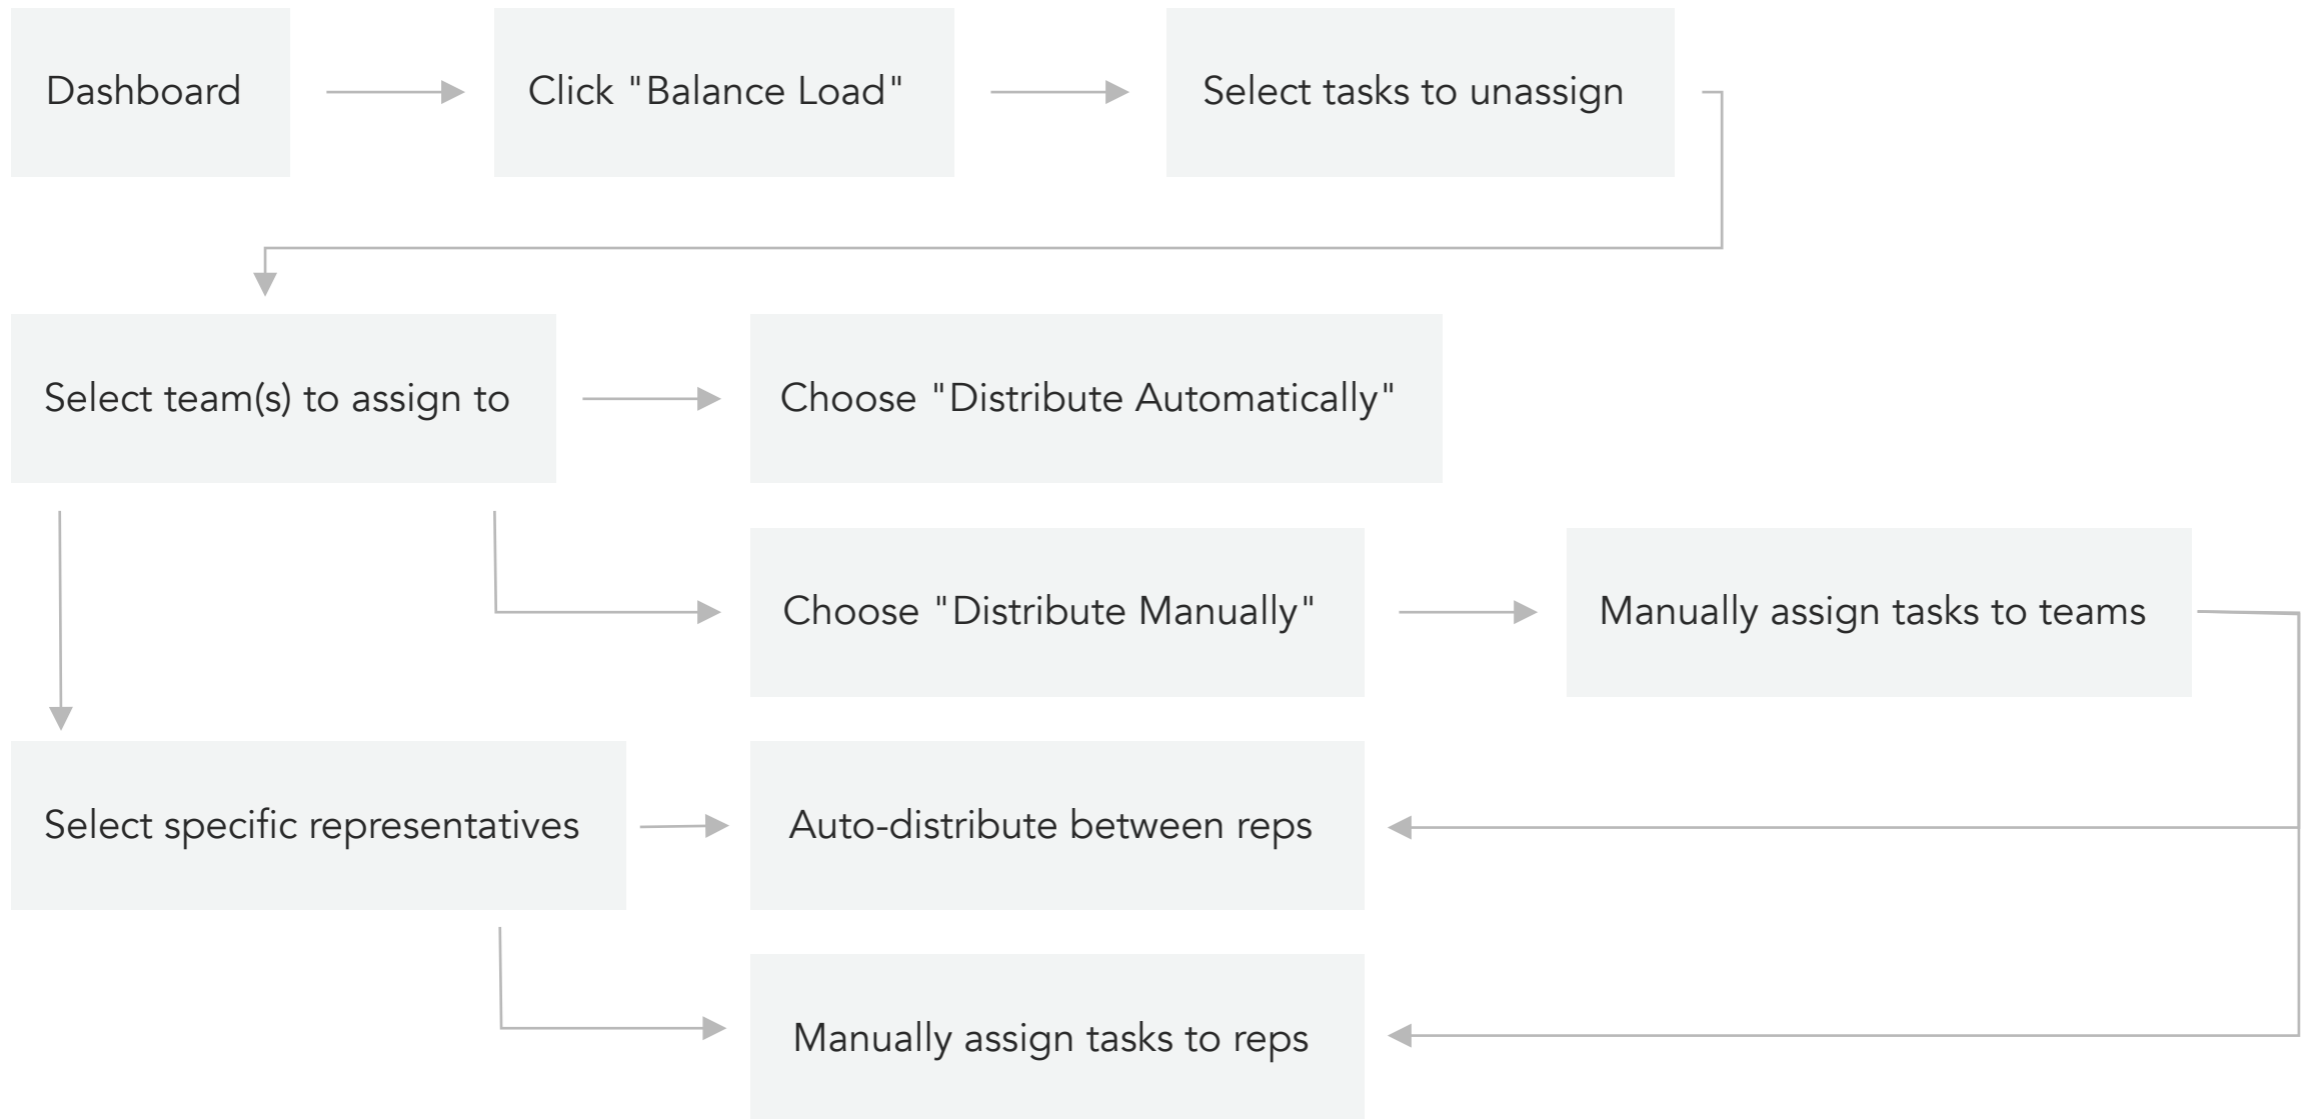 Dashboard
Click "Balance Load"
Select tasks to unassign
Select team(s) to assign to
Choose "Distribute Automatically"
Choose "Distribute Manually"
Manually assign tasks to teams
Select specific representatives
Auto-distribute between reps
Manually assign tasks to reps